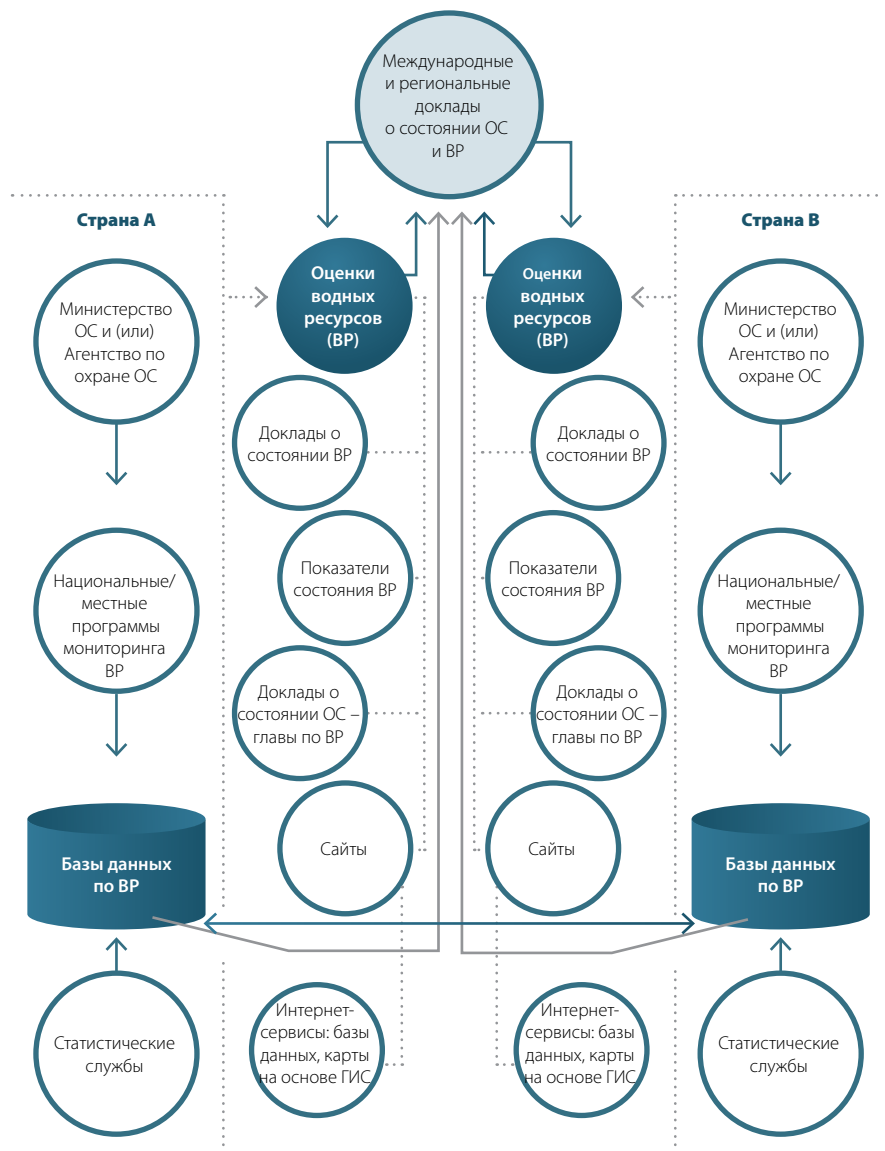 Международные
и региональные
доклады
о состоянии ОС
и ВР
Страна А
Страна В
Оценки
водных
ресурсов
(ВР)
Оценки
водных
ресурсов
(ВР)
Министерство
ОС и (или)
Агентство по
охране ОС
Министерство
ОС и (или)
Агентство по
охране ОС
Доклады о
состоянии ВР
Доклады о
состоянии ВР
Национальные/
местные
программы
мониторинга
ВР
Показатели
состояния ВР
Показатели
состояния ВР
Национальные/
местные
программы
мониторинга
ВР
Доклады о
состоянии ОС –
главы по ВР
Доклады о
состоянии ОС –
главы по ВР
Базы данных
по ВР
Сайты
Сайты
Базы данных
по ВР
Статистические
службы
Интернет-
сервисы: базы
данных, карты
на основе ГИС
Интернет-
сервисы: базы
данных, карты
на основе ГИС
Статистические
службы